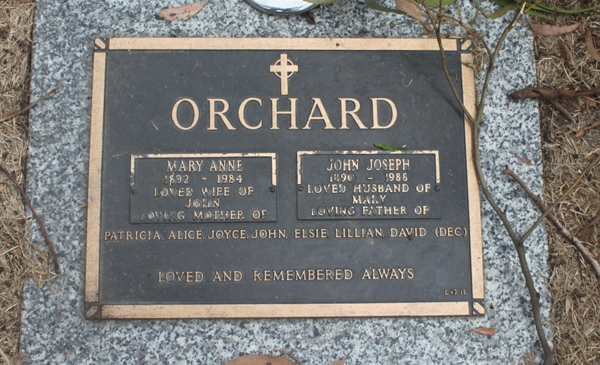 ORCHARD
MARY ANNE
1892 - 1984
LOVED WIFE OF
JOHN
LOVING MOTHER OF
JOHN JOSEPH
1890 - 1988
LOVED HUSBAND OF
MARY
LOVING FATHER OF
PATRICIA, ALICE, JOYCE, JOHN, ELSIE LILLIAN, DAVID (DEC)
LOVED AND REMEMBERED ALWAYS